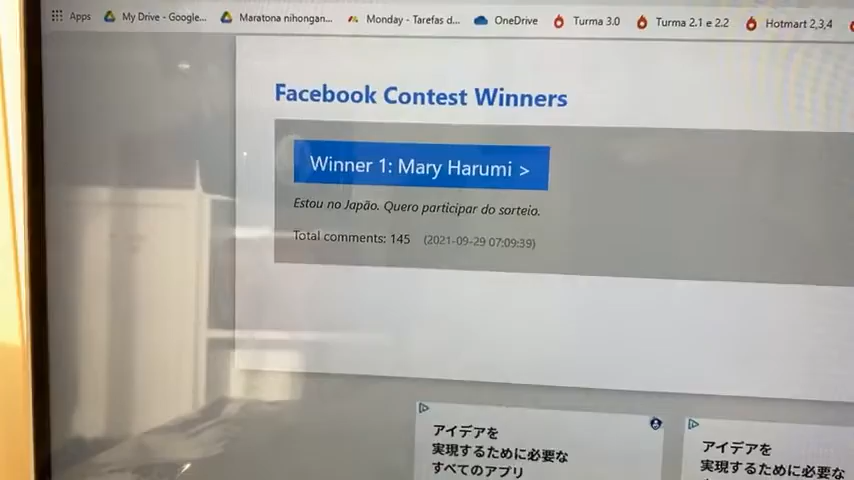 Apps My Drive - Google... Maratona nihongan... Monday - Tarefas d... OneDrive Turma 3.0 Turma 2.1 e 2.2 Hotmart 2,3,4
Facebook Contest Winners
Winner 1: Mary Harumi >
Estou no Japão. Quero participar do sorteio.
Total comments: 145 (2021-09-29 07:09:39)
アイデアを
実現するために必要な
すべてのアプリ
アイデアを
実現するために必要な